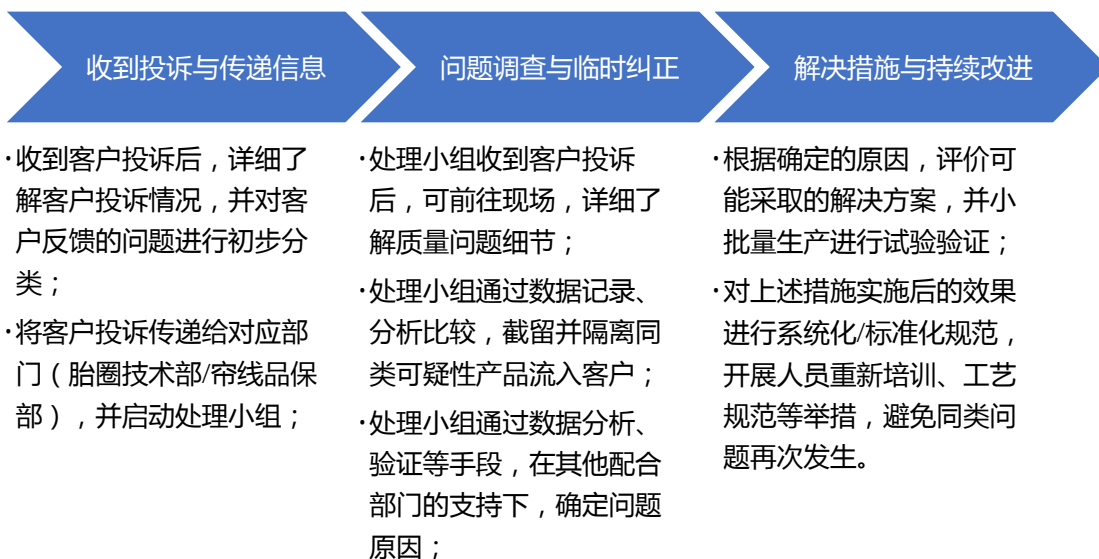 收到投诉与传递信息
问题调查与临时纠正
解决措施与持续改进
·收到客户投诉后，详细了
解客户投诉情况，并对客
户反馈的问题进行初步分
类；
·将客户投诉传递给对应部
门（胎圈技术部/帘线品保
部），并启动处理小组；
·处理小组收到客户投诉
后，可前往现场，详细了
解质量问题细节；
·处理小组通过数据记录、
分析比较，截留并隔离同
类可疑性产品流入客户；
·处理小组通过数据分析、
验证等手段，在其他配合
部门的支持下，确定问题
原因；
·根据确定的原因，评价可
能采取的解决方案，并小
批量生产进行试验验证；
·对上述措施实施后的效果
进行系统化/标准化规范，
开展人员重新培训、工艺
规范等举措，避免同类问
题再次发生。